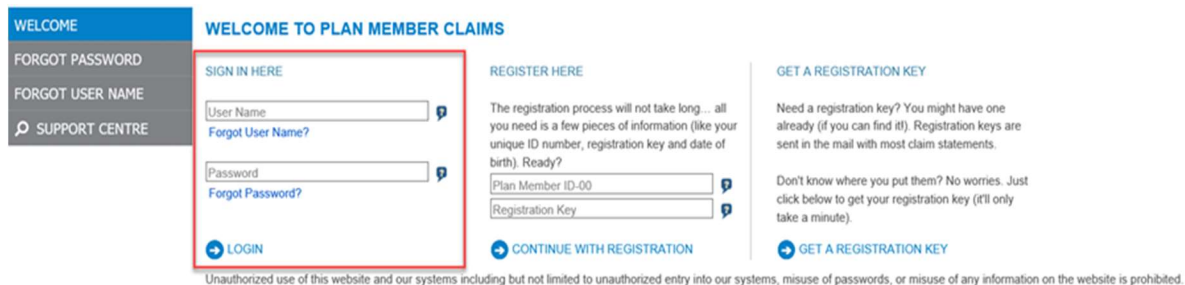 WELCOME
FORGOT PASSWORD
FORGOT USER NAME
SUPPORT CENTRE
WELCOME TO PLAN MEMBER CLAIMS
SIGN IN HERE
User Name
Forgot User Name?
Password
Forgot Password?
LOGIN
REGISTER HERE
The registration process will not take long... all
you need is a few pieces of information (like your
unique ID number, registration key and date of
birth). Ready?
Plan Member ID-00
Registration Key
CONTINUE WITH REGISTRATION
GET A REGISTRATION KEY
Need a registration key? You might have one
already (if you can find it!). Registration keys are
sent in the mail with most claim statements.
Don't know where you put them? No worries. Just
click below to get your registration key (it'll only
take a minute).
GET A REGISTRATION KEY
Unauthorized use of this website and our systems including but not limited to unauthorized entry into our systems, misuse of passwords, or misuse of any information on the website is prohibited.